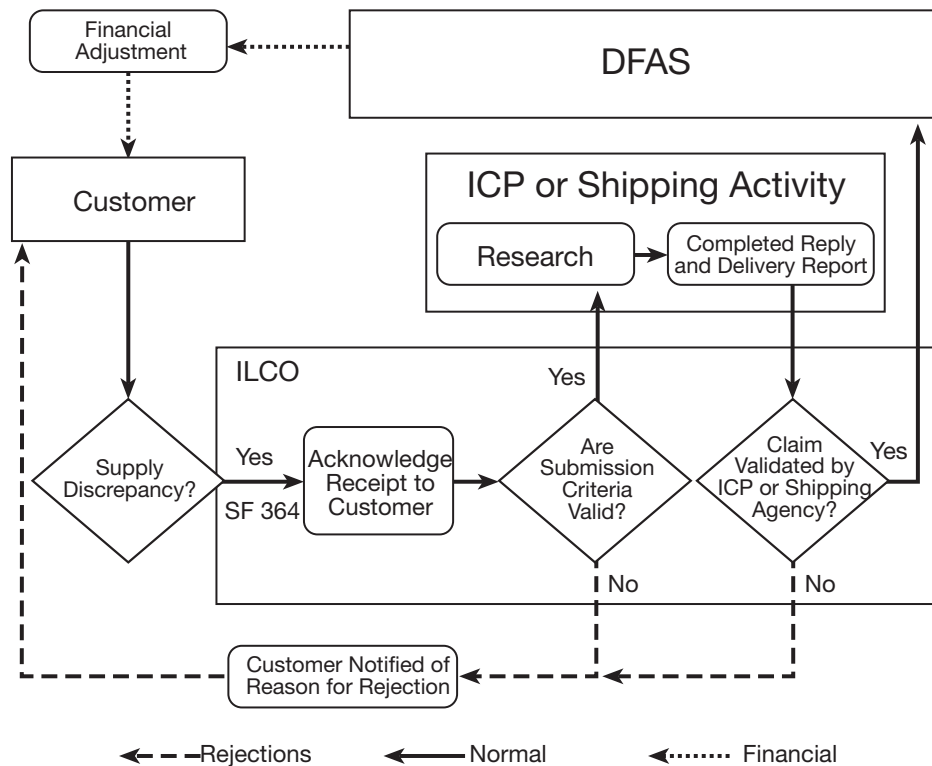 Financial
Adjustment
DFAS
Customer
ICP or Shipping Activity
Research
Completed Reply
and Delivery Report
ILCO
Yes
Supply
Discrepancy?
Yes
SF 364
Acknowledge
Receipt to
Customer
Are
Submission
Criteria
Valid?
Claim
Validated by
ICP or Shipping
Agency?
Yes
No
No
Customer Notified of
Reason for Rejection
Rejections
Normal
Financial